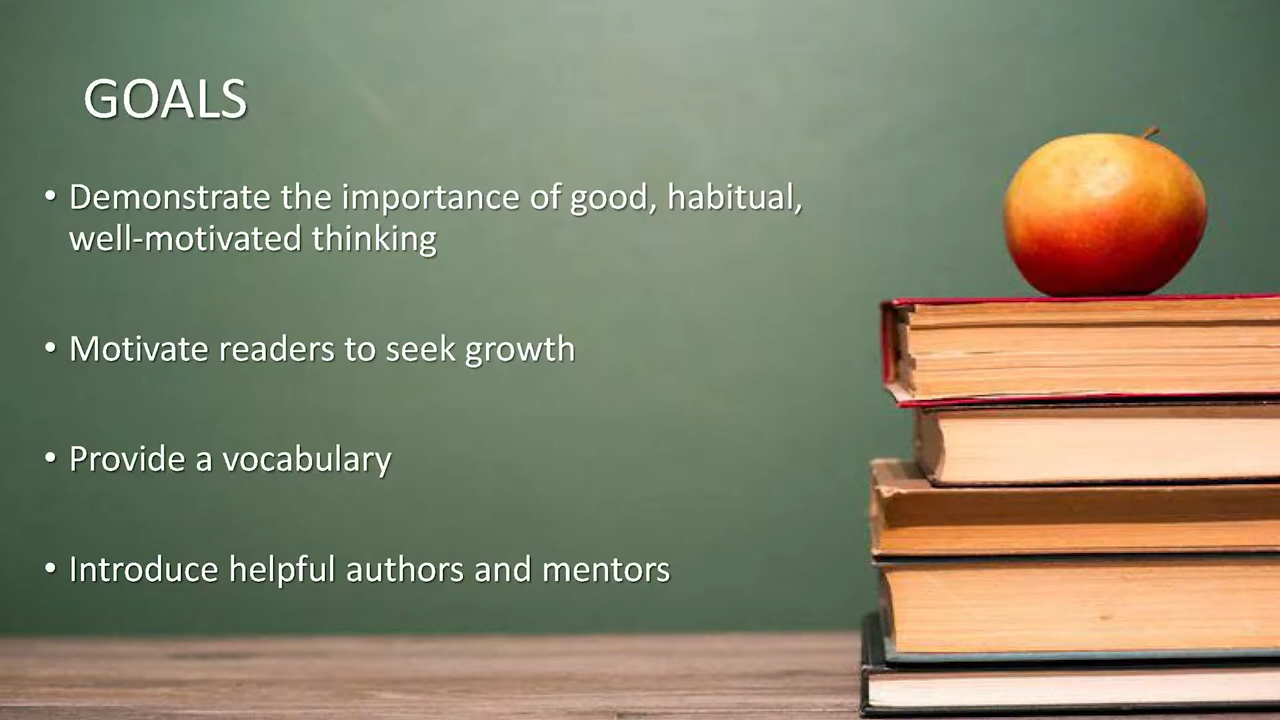 GOALS
• Demonstrate the importance of good, habitual,
well-motivated thinking
• Motivate readers to seek growth
• Provide a vocabulary
• Introduce helpful authors and mentors